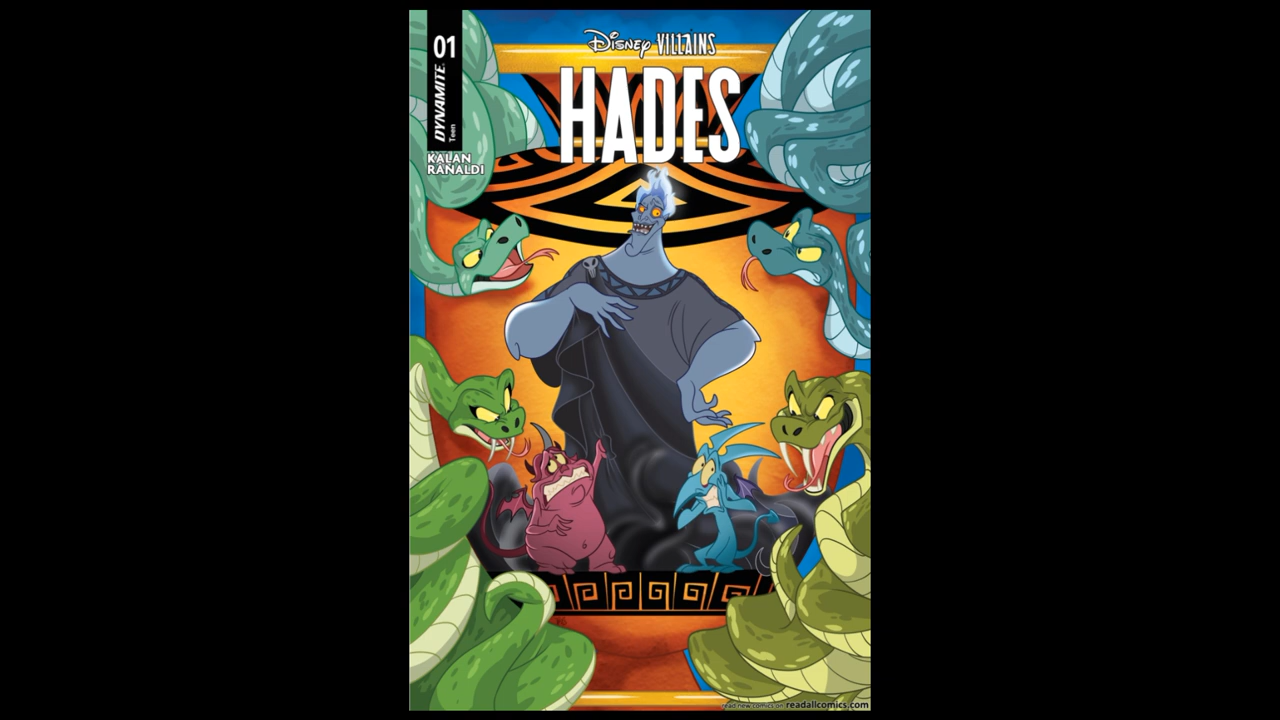 01
DYNAMITE.
Teen
KALAN
RANALDI
Disney VILLAINS
HADES
read new comics on readallcomics.com